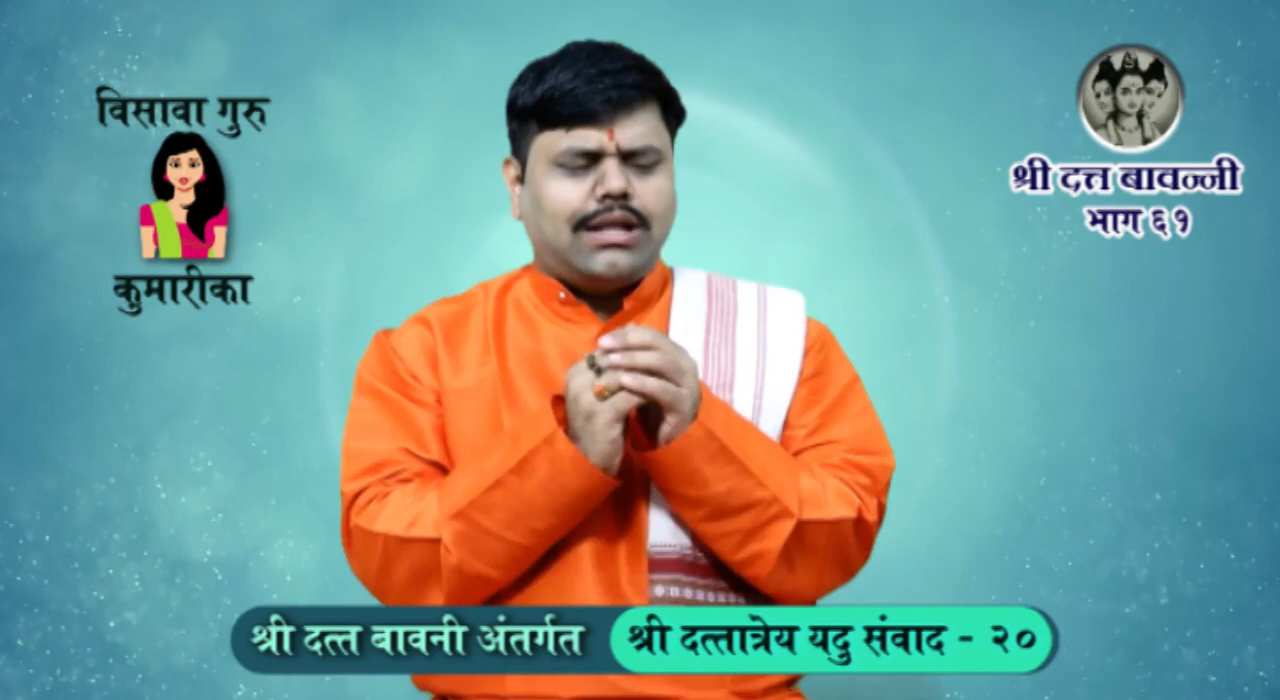 विसावा गुरु
कुमारीका
श्री दत्त बावन्नी
भाग ६१
श्री दत्त बावनी अंतर्गत श्री दत्तात्रेय यदु संवाद - २०